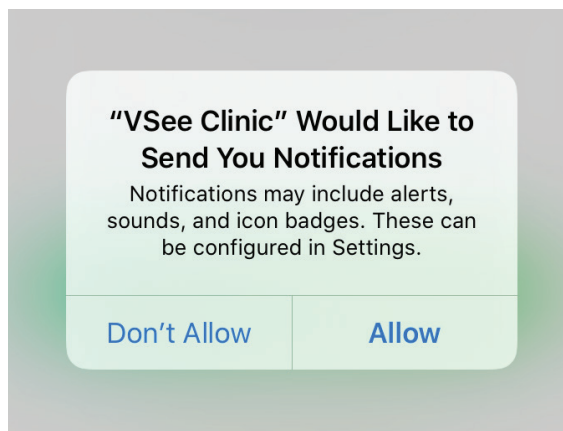 “VSee Clinic” Would Like to
Send You Notifications
Notifications may include alerts,
sounds, and icon badges. These can
be configured in Settings.
Don’t Allow
Allow